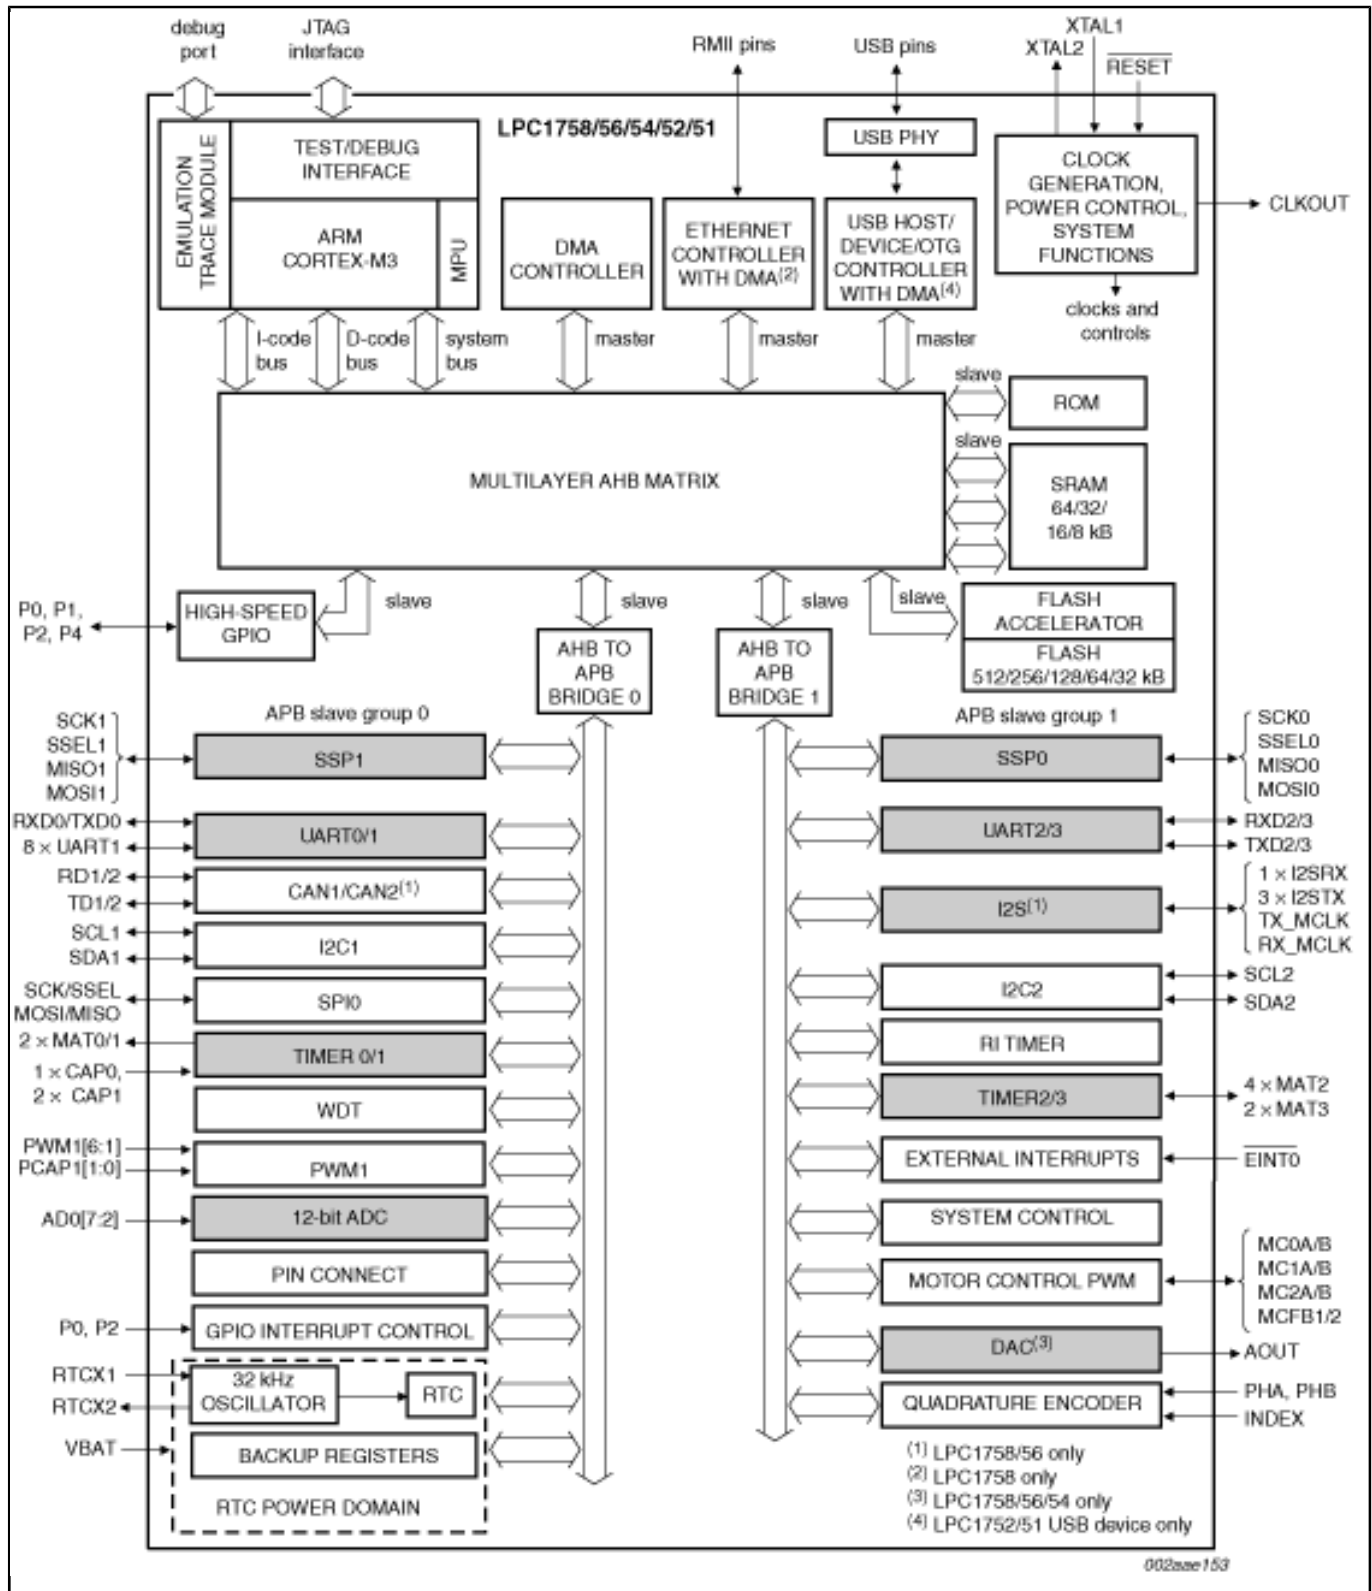 debug
port
JTAG
interface
RMII pins
USB pins
XTAL1
XTAL2
RESET
LPC1758/56/54/52/51
EMULATION
TRACE MODULE
TEST/DEBUG
INTERFACE
ARM
CORTEX-M3
MPU
DMA
CONTROLLER
ETHERNET
CONTROLLER
WITH DMA(2)
USB PHY
USB HOST/
DEVICE/OTG
CONTROLLER
WITH DMA(4)
CLOCK
GENERATION,
POWER CONTROL,
SYSTEM
FUNCTIONS
CLKOUT
clocks and
controls
I-code
bus
D-code
bus
system
bus
master
master
master
slave
ROM
slave
SRAM
64/32/
16/8 kB
MULTILAYER AHB MATRIX
P0, P1,
P2, P4
HIGH-SPEED
GPIO
slave
slave
slave
slave
AHB TO
APB
BRIDGE 0
AHB TO
APB
BRIDGE 1
FLASH
ACCELERATOR
FLASH
512/256/128/64/32 kB
APB slave group 0
SCK1
SSEL1
MISO1
MOSI1
SSP1
RXD0/TXD0
8 × UART1
UART0/1
RD1/2
TD1/2
CAN1/CAN2(1)
SCL1
SDA1
I2C1
SCK/SSEL
MOSI/MISO
SPI0
2 × MAT0/1
1 × CAP0,
2 × CAP1
TIMER 0/1
WDT
PWM1[6:1]
PCAP1[1:0]
PWM1
AD0[7:2]
12-bit ADC
PIN CONNECT
P0, P2
GPIO INTERRUPT CONTROL
RTCX1
RTCX2
32 kHz
OSCILLATOR
RTC
VBAT
BACKUP REGISTERS
RTC POWER DOMAIN
APB slave group 1
SSP0
SCK0
SSEL0
MISO0
MOSI0
UART2/3
RXD2/3
TXD2/3
I2S(1)
1 × I2SRX
3 × I2STX
TX_MCLK
RX_MCLK
I2C2
SCL2
SDA2
RI TIMER
TIMER2/3
4 × MAT2
2 × MAT3
EXTERNAL INTERRUPTS
EINT0
SYSTEM CONTROL
MOTOR CONTROL PWM
MC0A/B
MC1A/B
MC2A/B
MCFB1/2
DAC(3)
AOUT
QUADRATURE ENCODER
PHA, PHB
INDEX
(1) LPC1758/56 only
(2) LPC1758 only
(3) LPC1758/56/54 only
(4) LPC1752/51 USB device only
002aae153